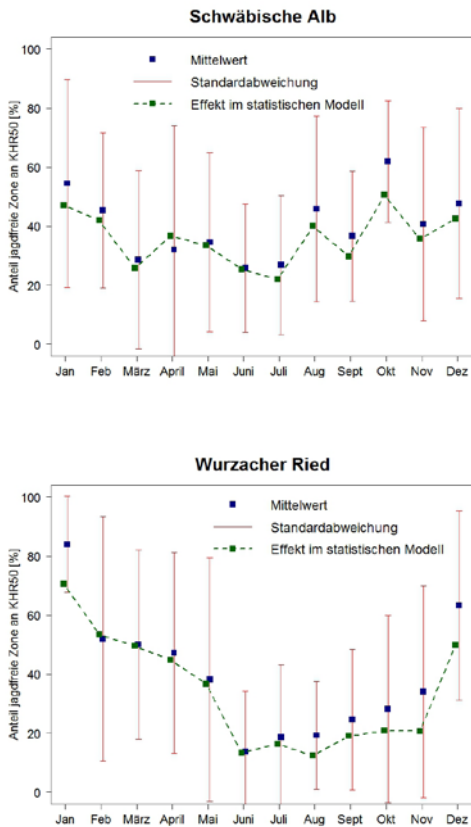 Schwäbische Alb
Anteil jagdfreie Zone an KHR50 [%]
100
80
60
40
20
0
Mittelwert
Standardabweichung
Effekt im statistischen Modell
Jan Feb März April Mai Juni Juli Aug Sept Okt Nov Dez
Wurzacher Ried
Anteil jagdfreie Zone an KHR50 [%]
100
80
60
40
20
0
Mittelwert
Standardabweichung
Effekt im statistischen Modell
Jan Feb März April Mai Juni Juli Aug Sept Okt Nov Dez